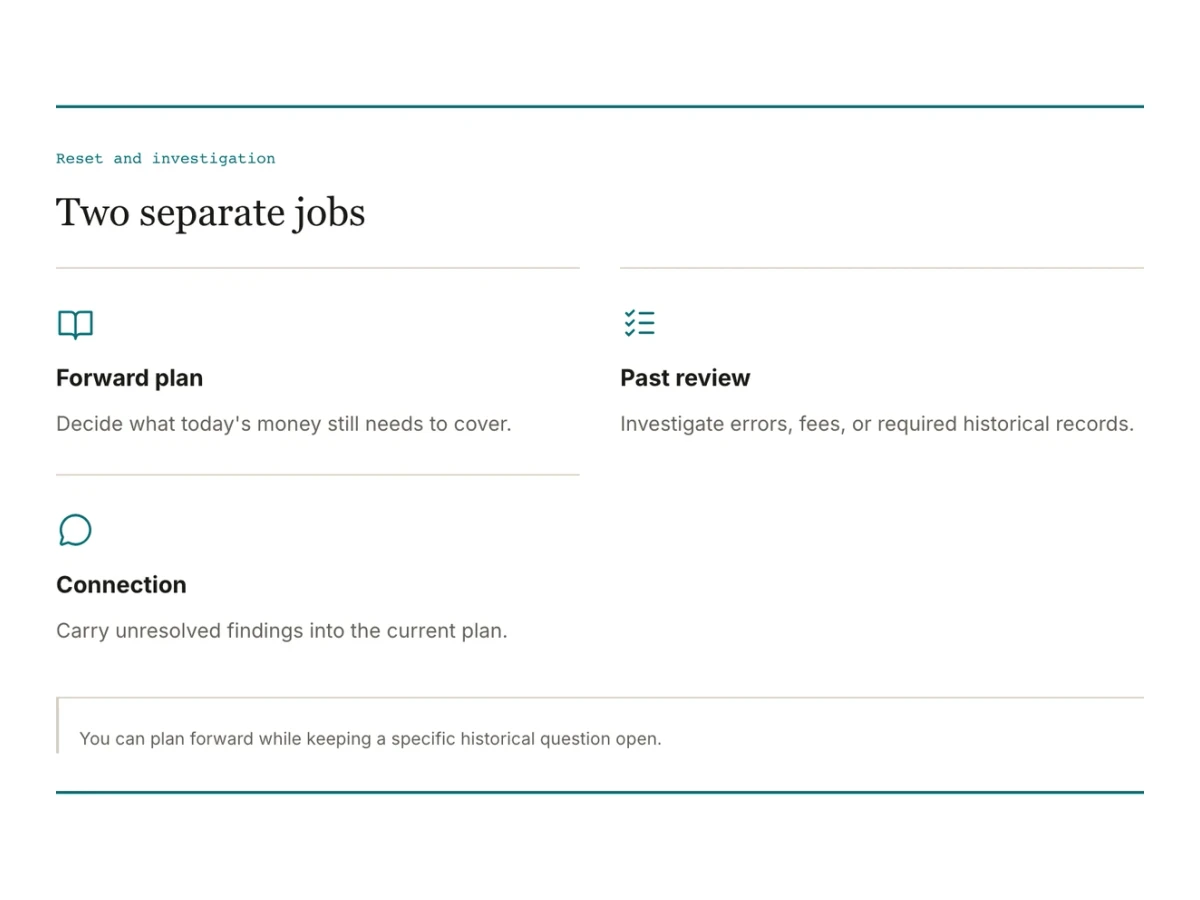 Reset and investigation
Two separate jobs
Forward plan
Decide what today's money still needs to cover.
Past review
Investigate errors, fees, or required historical records.
Connection
Carry unresolved findings into the current plan.
You can plan forward while keeping a specific historical question open.